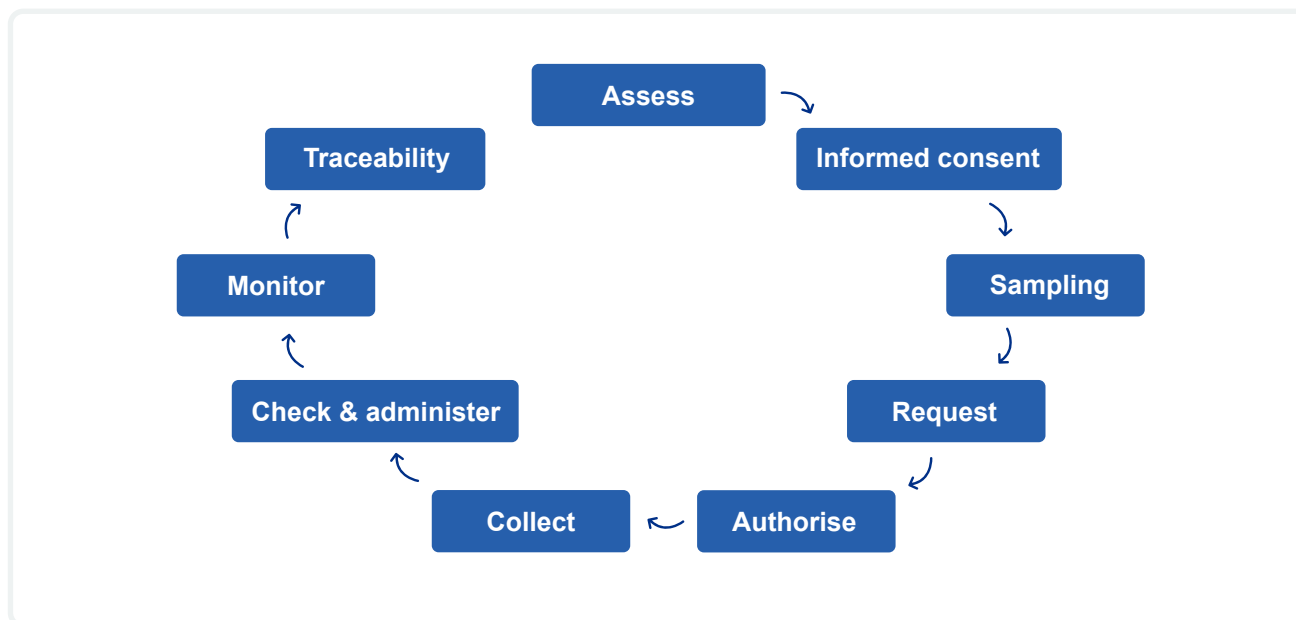 Assess
Informed consent
Sampling
Request
Authorise
Collect
Check & administer
Monitor
Traceability